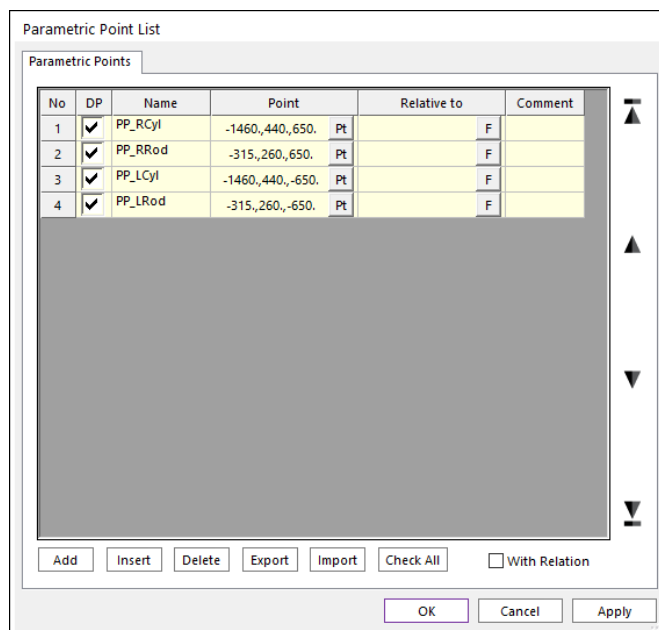 Parametric Point List
Parametric Points
No DP Name Point Relative to Comment
1 PP_RCyl -1460.,440.,650. Pt F
2 PP_RRod -315.,260.,650. Pt F
3 PP_LCyl -1460.,440.,-650. Pt F
4 PP_LRod -315.,260.,-650. Pt F
Add Insert Delete Export Import Check All With Relation
OK Cancel Apply